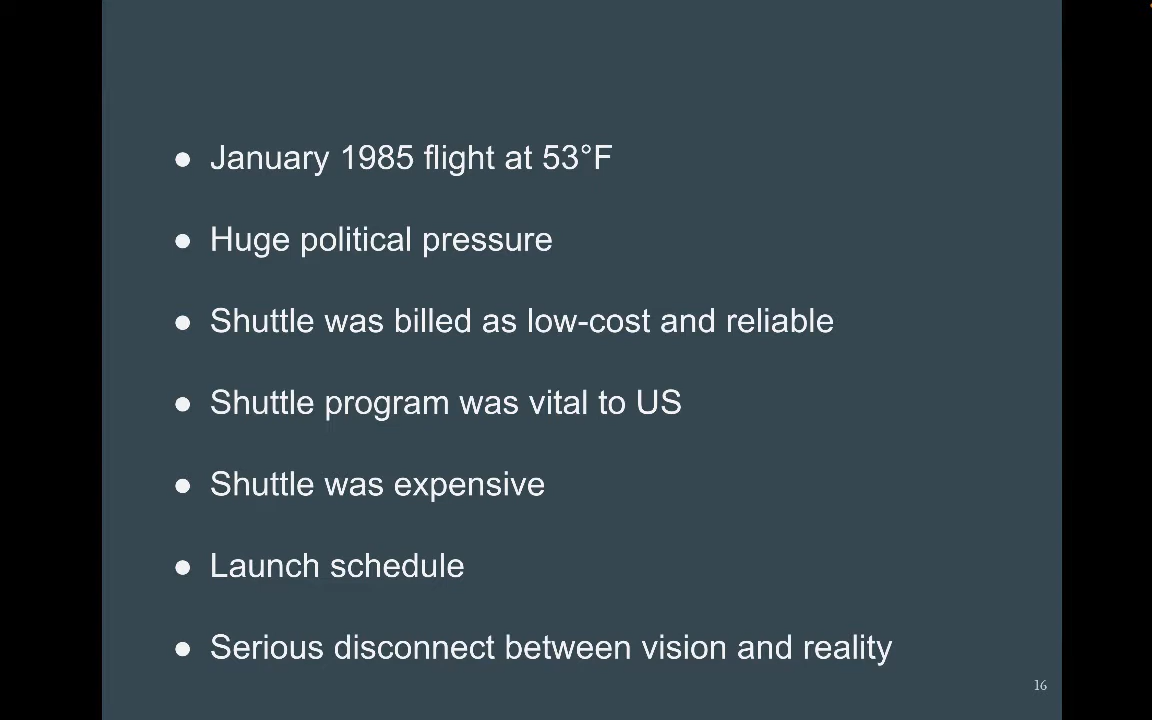 ● January 1985 flight at 53°F
● Huge political pressure
● Shuttle was billed as low-cost and reliable
● Shuttle program was vital to US
● Shuttle was expensive
● Launch schedule
● Serious disconnect between vision and reality
16